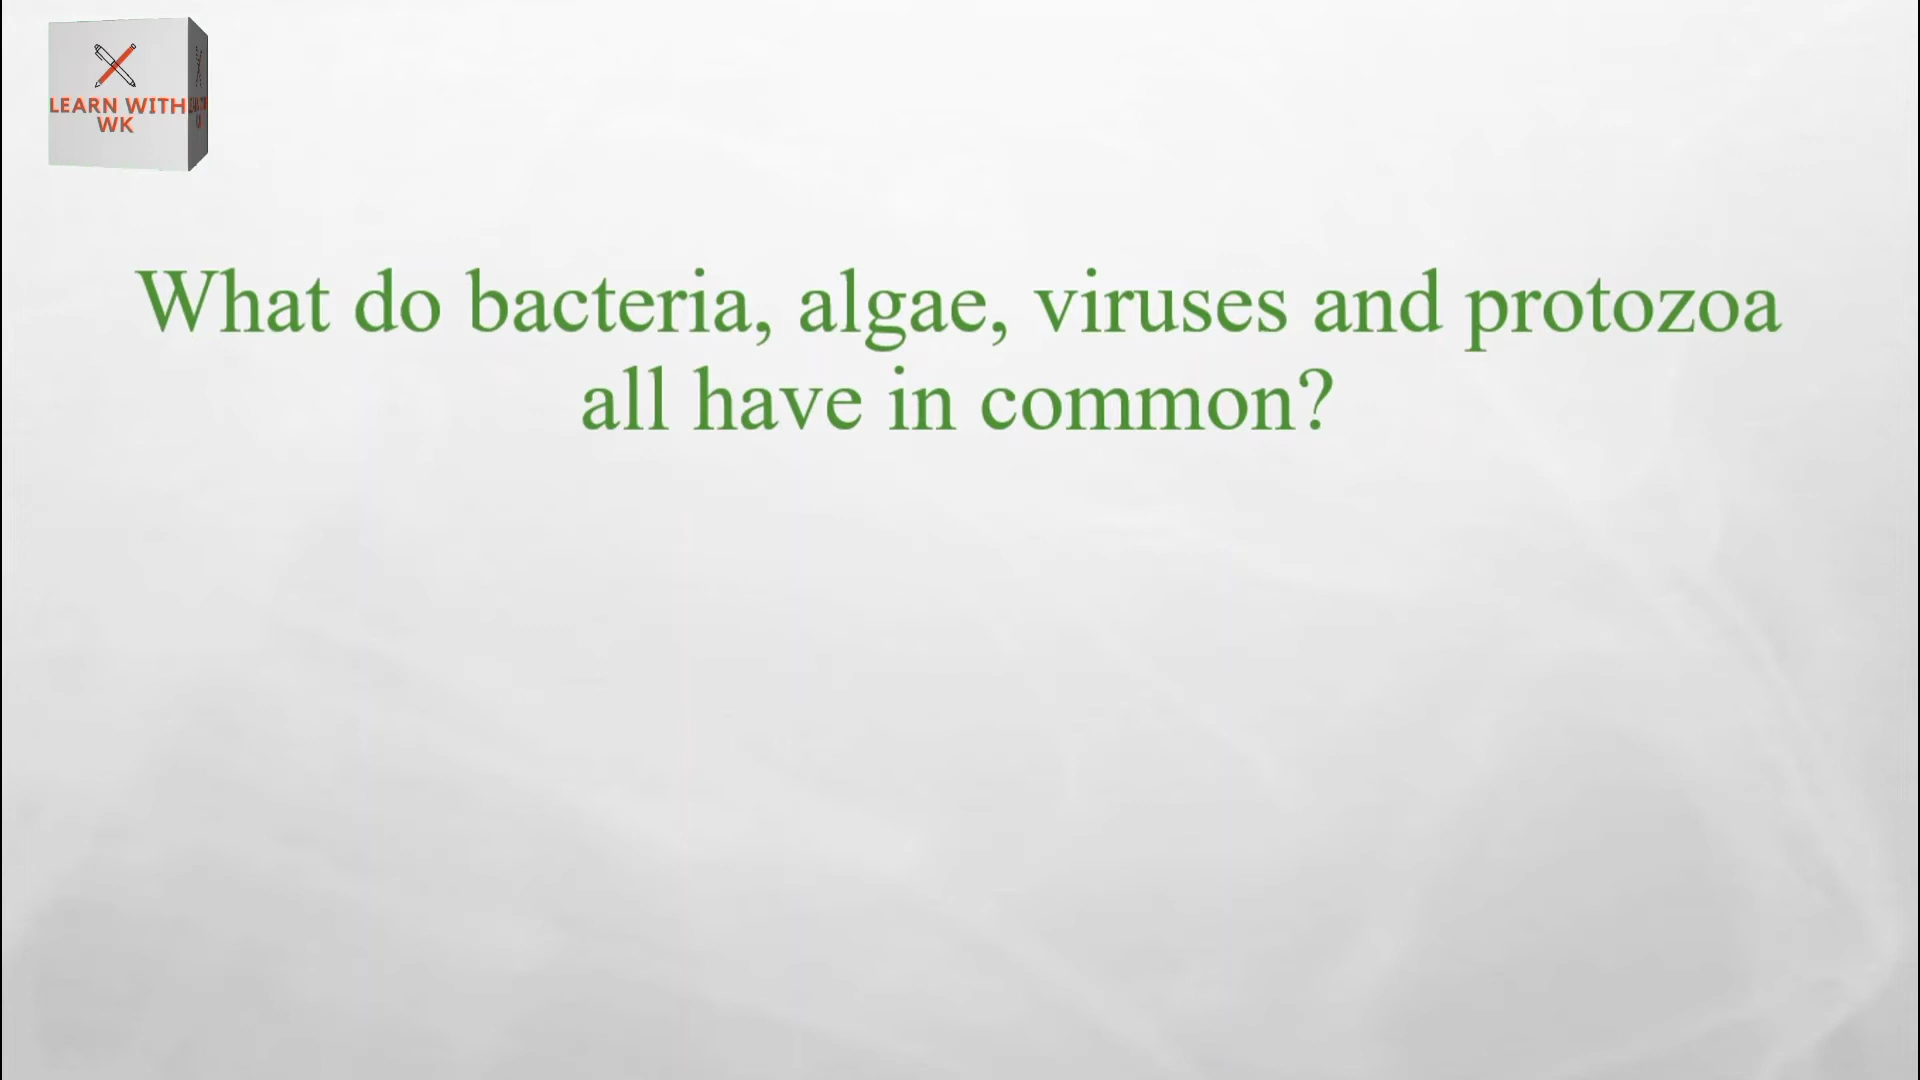 LEARN WITH
WK
What do bacteria, algae, viruses and protozoa
all have in common?